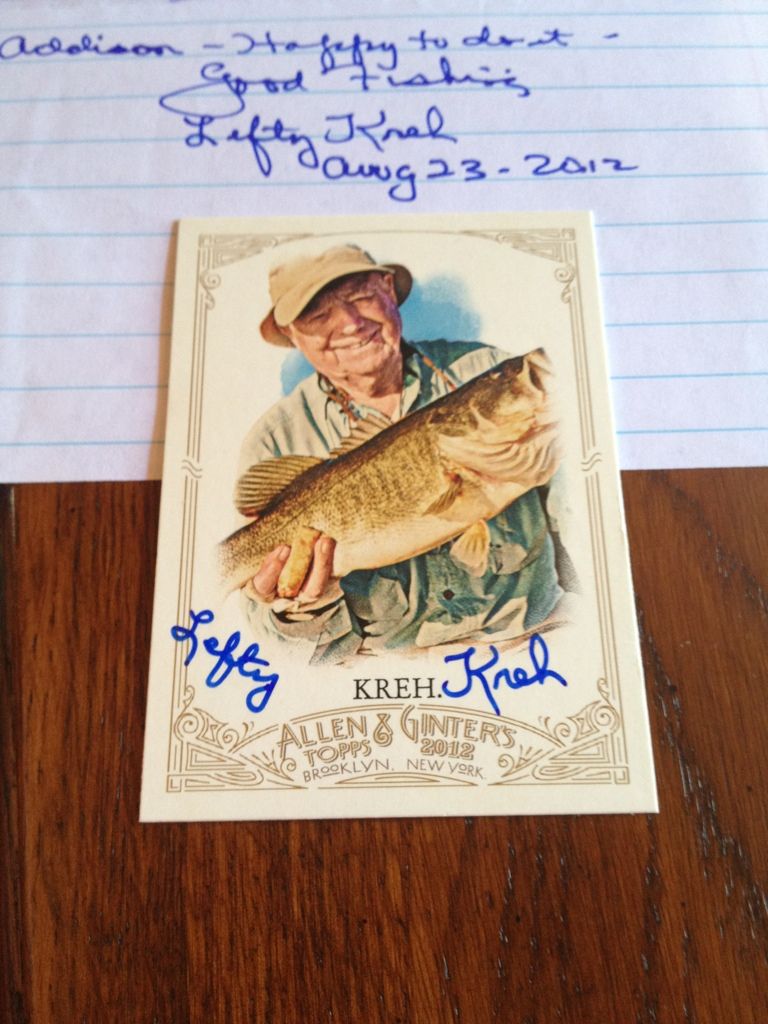 Addison - Happy to do it -
Good Fishing
Lefty Kreh
Aug 23 - 2012
Lefty Kreh
KREH.
ALLEN & GINTER'S
TOPPS 2012
BROOKLYN, NEW YORK